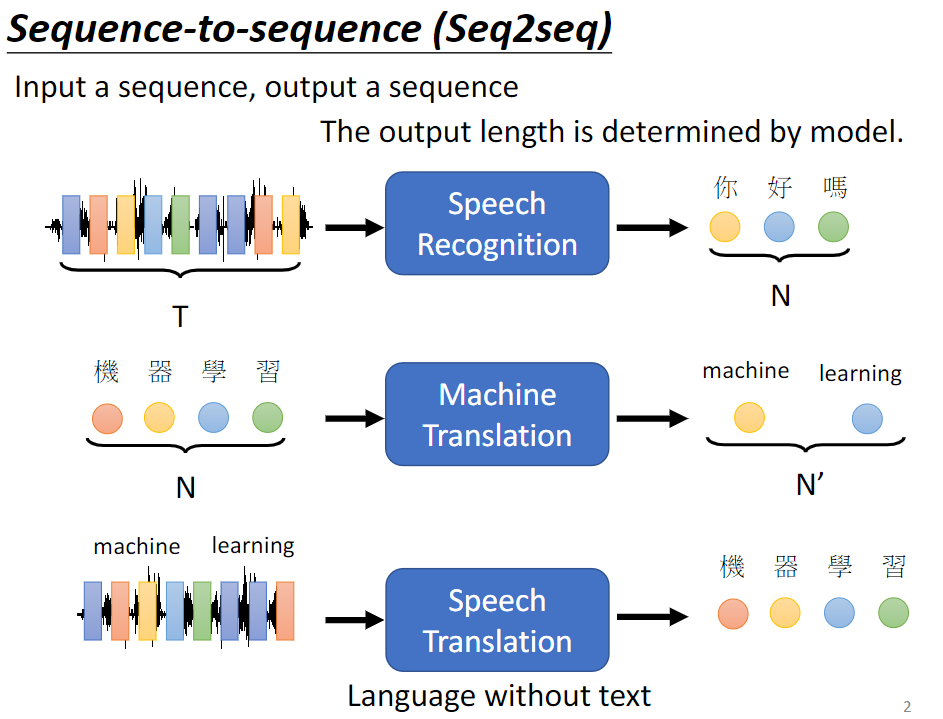 Sequence-to-sequence (Seq2seq)
Input a sequence, output a sequence
The output length is determined by model.
Speech
Recognition
你 好 嗎
T
N
機 器 學 習
Machine
Translation
machine learning
N
N’
machine learning
Speech
Translation
機 器 學 習
Language without text
2